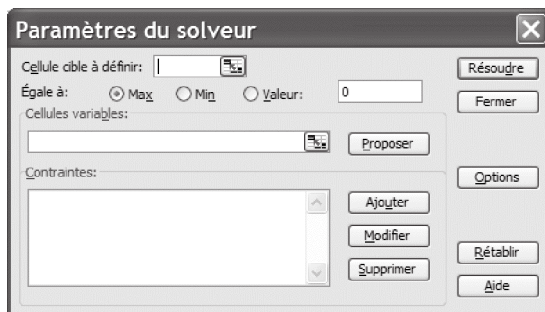 Paramètres du solveur
Cellule cible à définir:
Résoudre
Égale à: Max Min Valeur: 0
Fermer
Cellules variables:
Proposer
Contraintes:
Options
Ajouter
Modifier
Rétablir
Supprimer
Aide